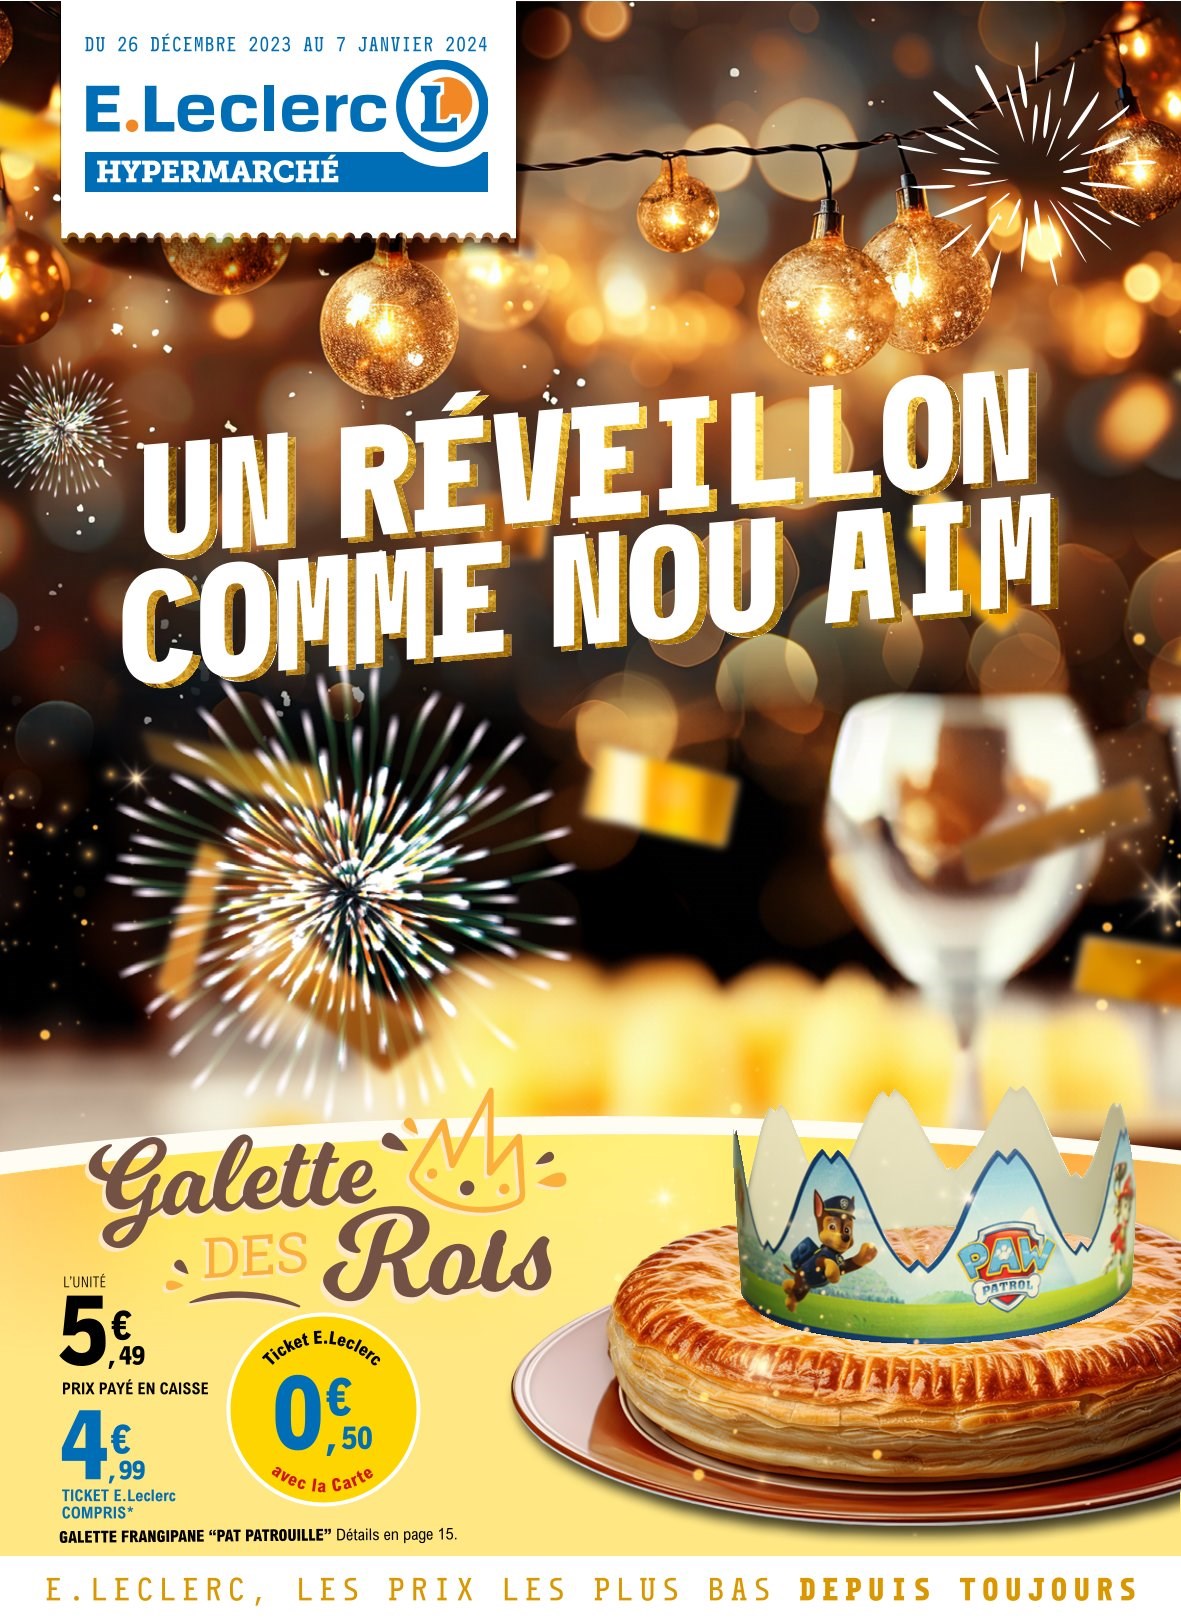 DU 26 DÉCEMBRE 2023 AU 7 JANVIER 2024
E.Leclerc L
HYPERMARCHÉ
UN RÉVEILLON
COMME NOU AIM
Galette
DES Rois
L'UNITÉ
5€,49
PRIX PAYÉ EN CAISSE
4€,99
TICKET E.Leclerc
COMPRIS*
Ticket E.Leclerc
0€,50
avec la Carte
PAW
PATROL
GALETTE FRANGIPANE “PAT PATROUILLE” Détails en page 15.
E.LECLERC, LES PRIX LES PLUS BAS DEPUIS TOUJOURS